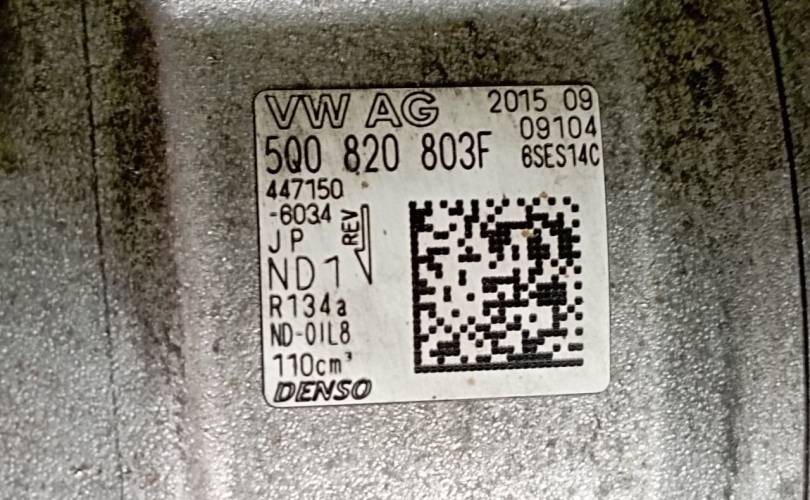 VW AG 2015 09
09104
5Q0 820 803F 6SES14C
447150
-6034
JP REV
ND1
R134a
ND-OIL8
110cm³
DENSO